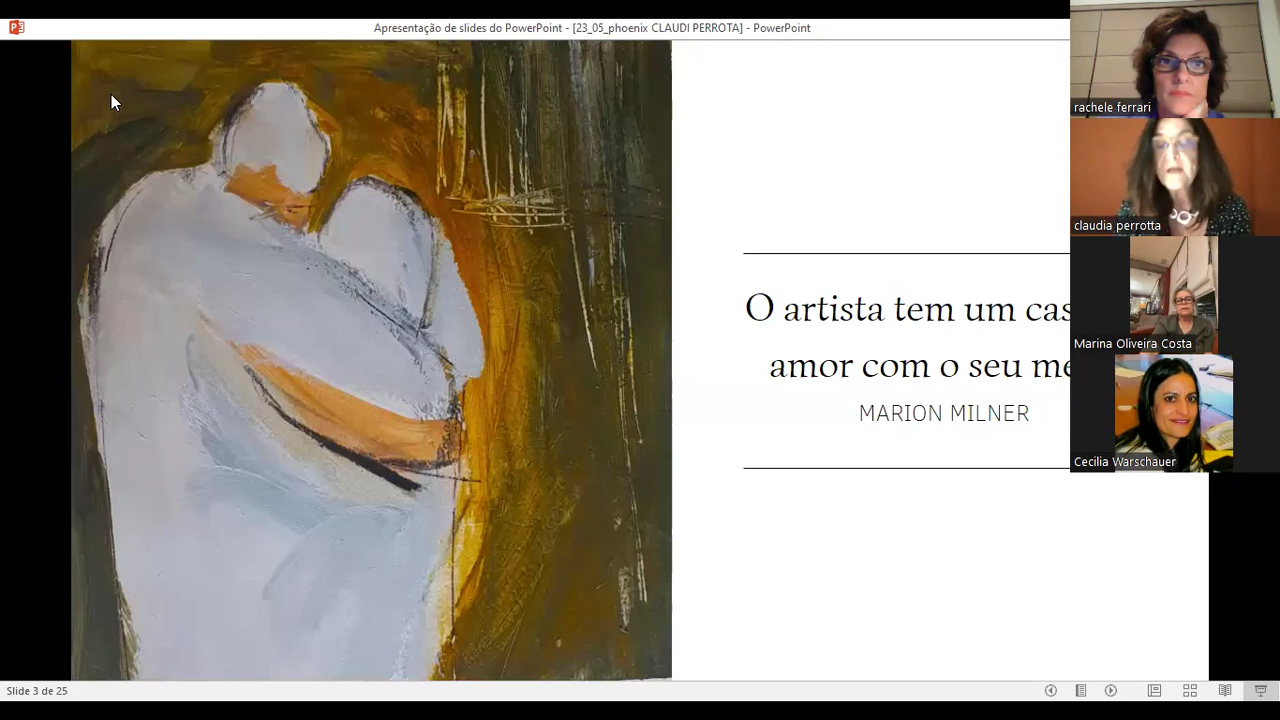 Apresentação de slides do PowerPoint - [23_05_phoenix CLAUDI PERROTA] - PowerPoint
rachele ferrari
claudia perrotta
O artista tem um cas
Marina Oliveira Costa
amor com o seu me
MARION MILNER
Cecilia Warschauer
Slide 3 de 25